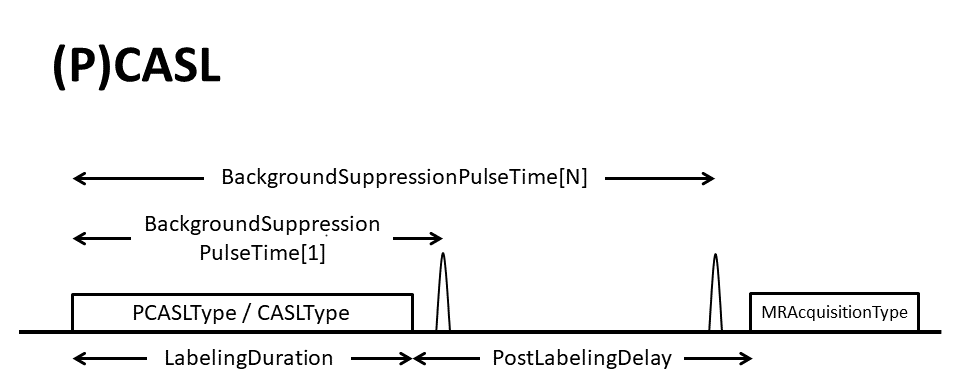 (P)CASL
BackgroundSuppressionPulseTime[N]
BackgroundSuppression
PulseTime[1]
PCASLType / CASLType
MRAcquisitionType
LabelingDuration
PostLabelingDelay